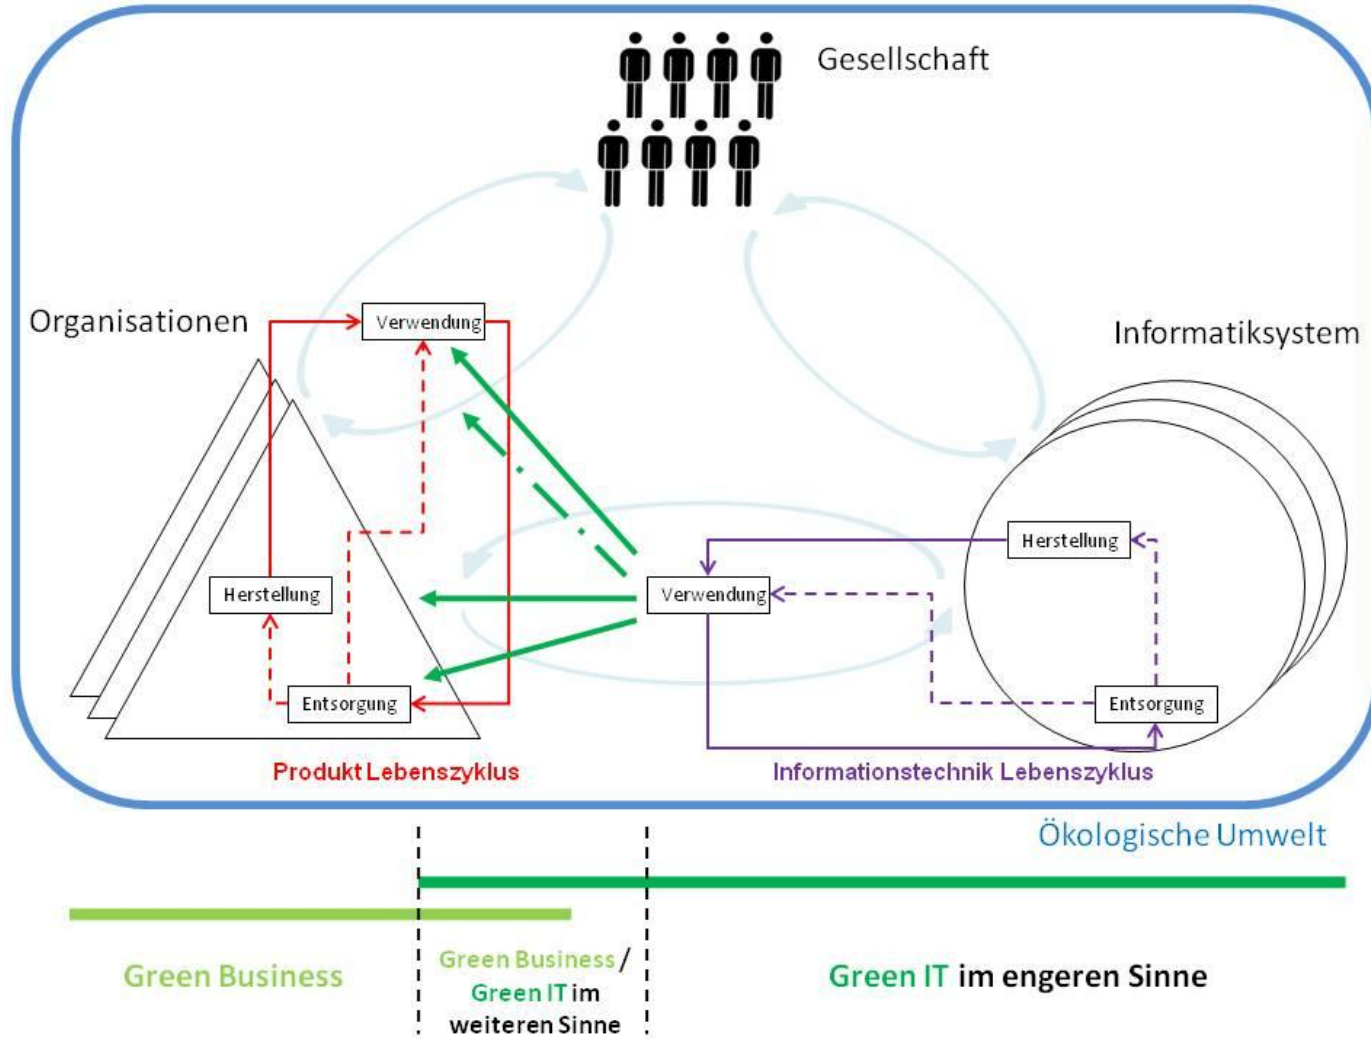 Gesellschaft
Organisationen
Informatiksystem
Verwendung
Herstellung
Entsorgung
Verwendung
Herstellung
Entsorgung
Produkt Lebenszyklus
Informationstechnik Lebenszyklus
Ökologische Umwelt
Green Business
Green Business /
Green IT im
weiteren Sinne
Green IT im engeren Sinne